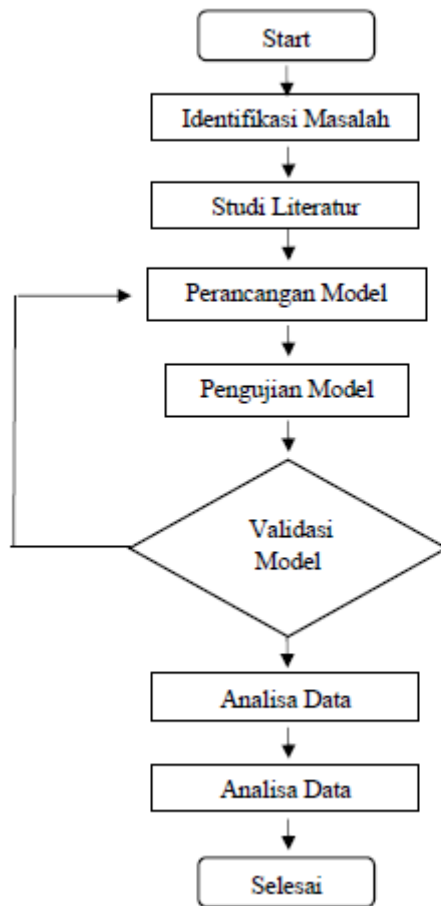 Start
Identifikasi Masalah
Studi Literatur
Perancangan Model
Pengujian Model
Validasi
Model
Analisa Data
Analisa Data
Selesai